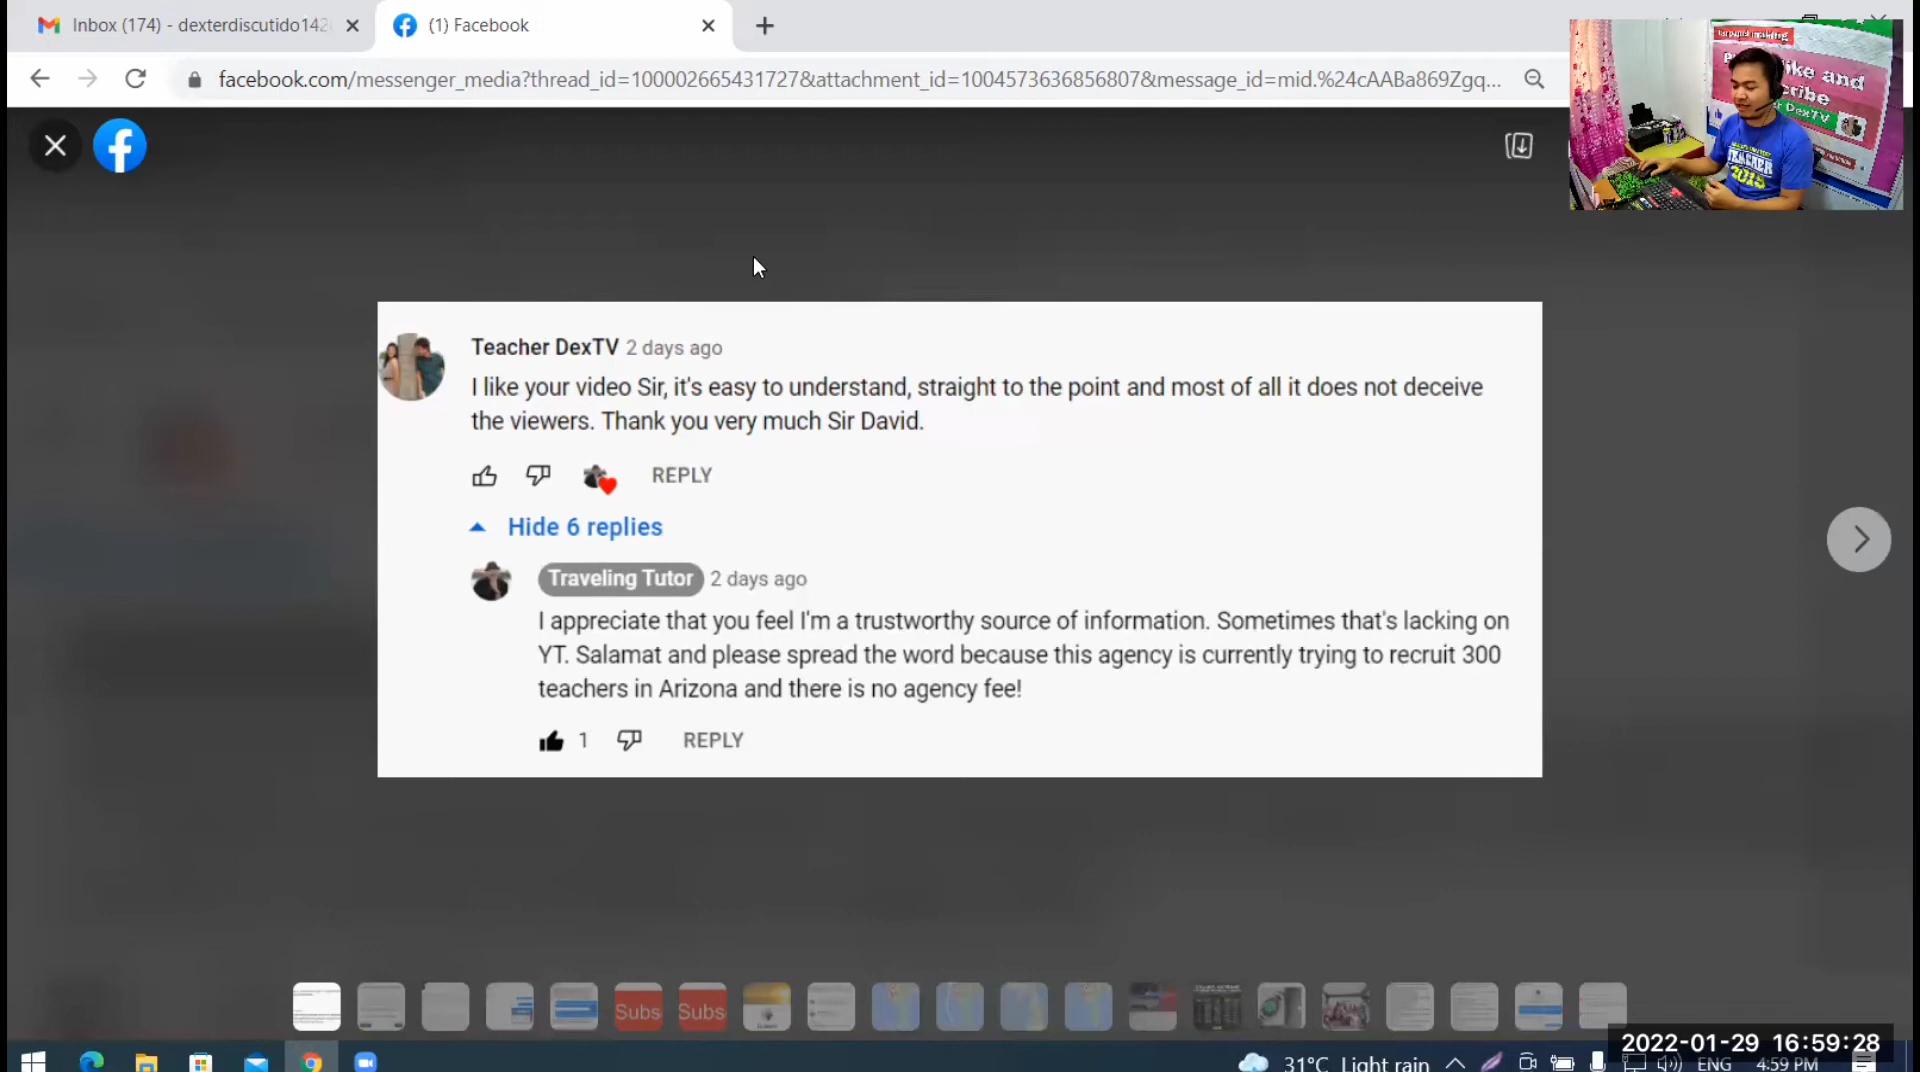 Inbox (174) - dexterdiscutido142
(1) Facebook
facebook.com/messenger_media?thread_id=100002665431727&attachment_id=1004573636856807&message_id=mid.%24cAABa869Zgq...
like and
DexTV
TEACHER
2015
Teacher DexTV 2 days ago
I like your video Sir, it's easy to understand, straight to the point and most of all it does not deceive
the viewers. Thank you very much Sir David.
REPLY
Hide 6 replies
Traveling Tutor 2 days ago
I appreciate that you feel I'm a trustworthy source of information. Sometimes that's lacking on
YT. Salamat and please spread the word because this agency is currently trying to recruit 300
teachers in Arizona and there is no agency fee!
1
REPLY
Subs
Subs
2022-01-29 16:59:28
31°C Light rain
ENG
4:59 PM